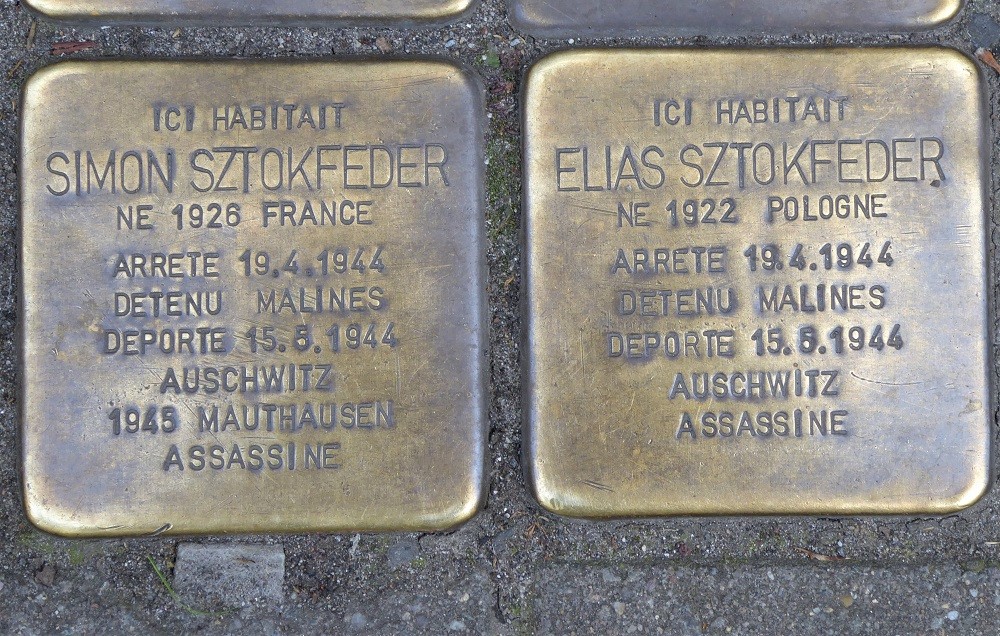 ICI HABITAIT
SIMON SZTOKFEDER
NE 1926 FRANCE
ARRETE 19.4.1944
DETENU MALINES
DEPORTE 15.5.1944
AUSCHWITZ
1945 MAUTHAUSEN
ASSASSINE
ICI HABITAIT
ELIAS SZTOKFEDER
NE 1922 POLOGNE
ARRETE 19.4.1944
DETENU MALINES
DEPORTE 15.5.1944
AUSCHWITZ
ASSASSINE